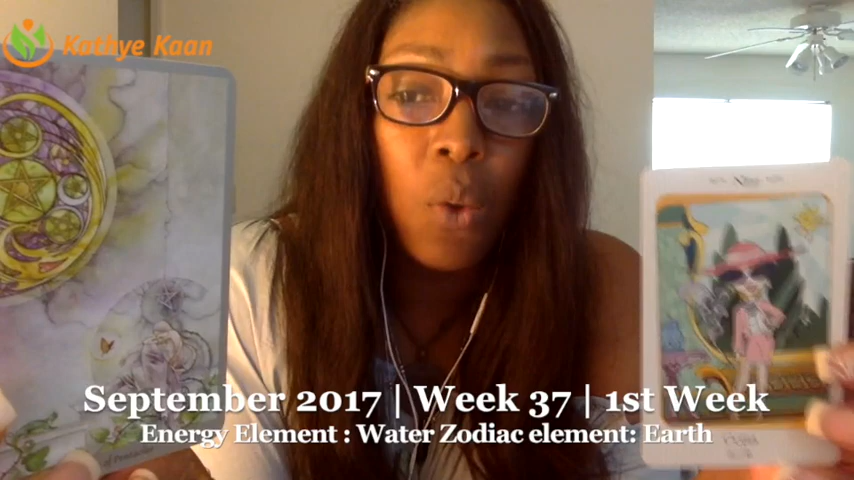 Kathye Kaan
September 2017 | Week 37 | 1st Week
Energy Element : Water Zodiac element: Earth